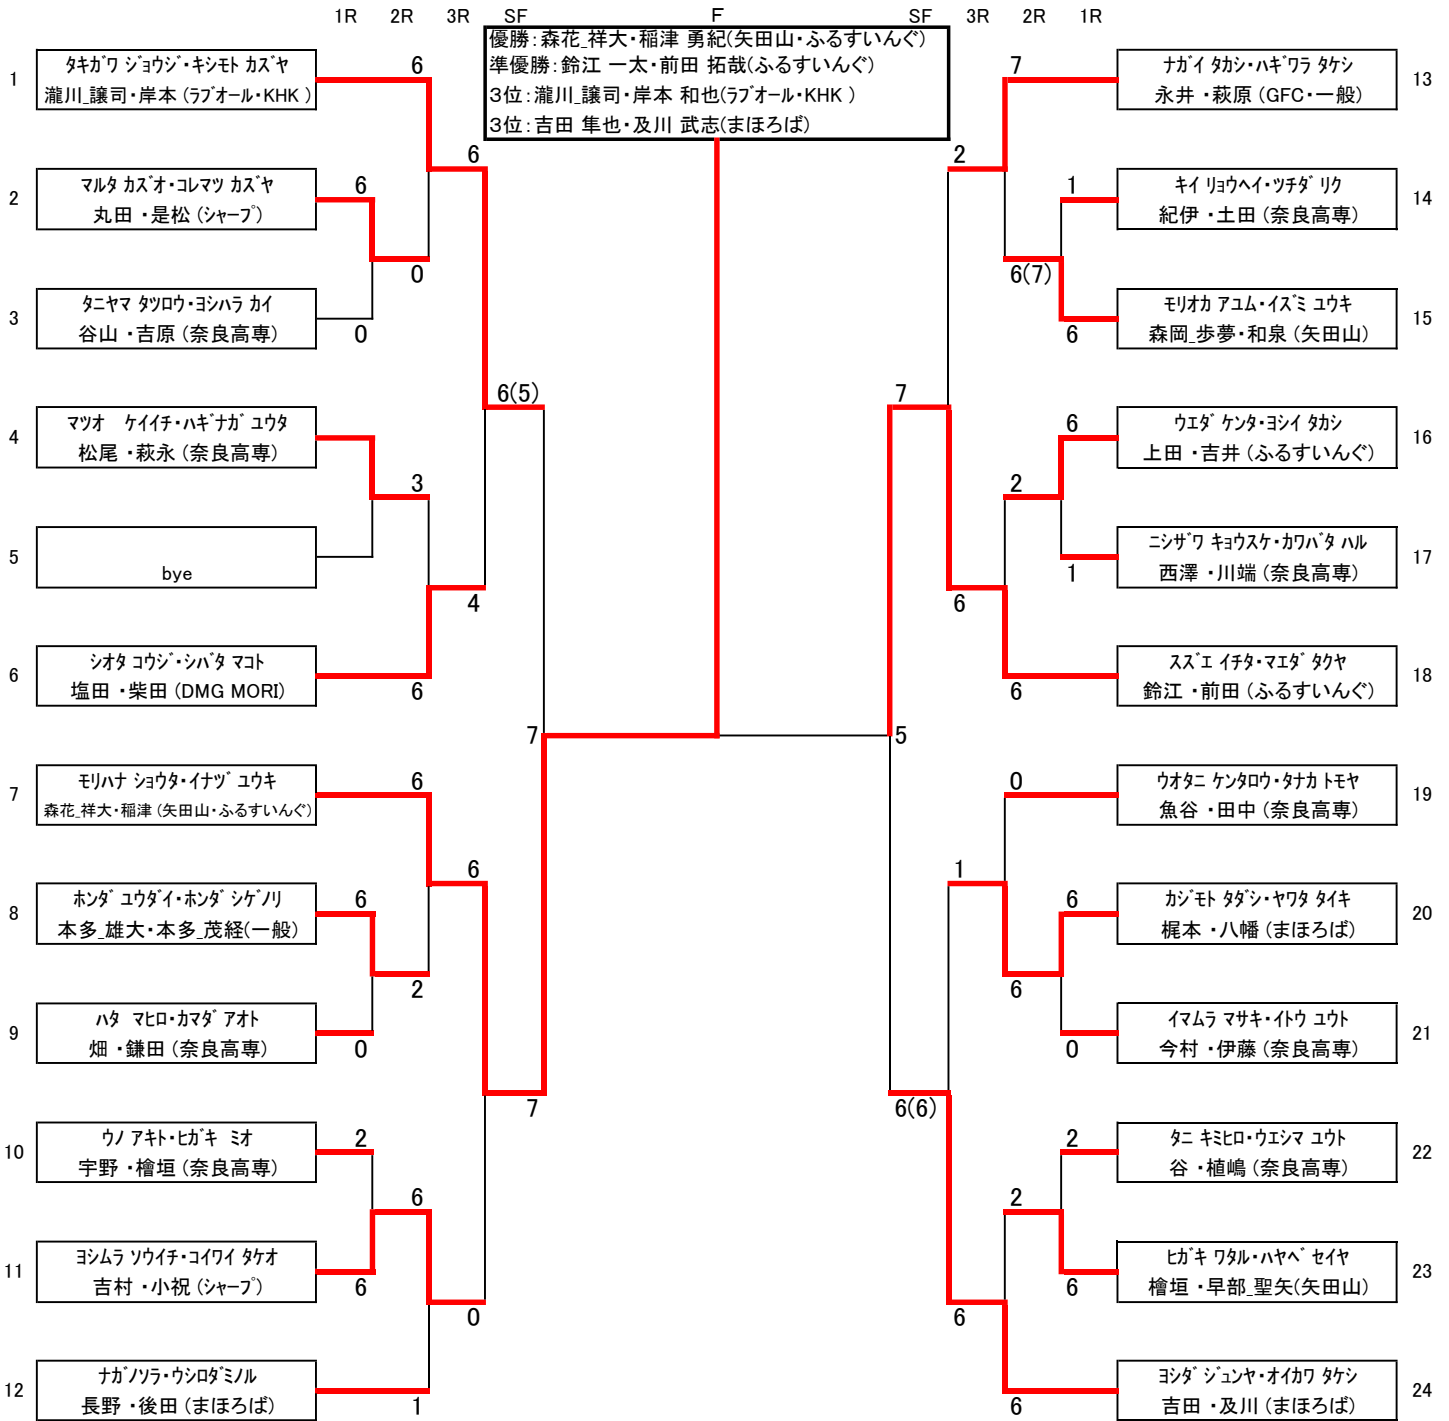 1R 2R 3R SF F SF 3R 2R 1R
優勝:森花_祥大・稲津 勇紀(矢田山・ふるすいんぐ)
準優勝:鈴江 一太・前田 拓哉(ふるすいんぐ)
3位:瀧川_譲司・岸本 和也(ﾗﾌﾞｵｰﾙ・KHK )
3位:吉田 隼也・及川 武志(まほろば)
1
ﾀｷｶﾞﾜ ｼﾞｮｳｼﾞ・ｷｼﾓﾄ ｶｽﾞﾔ
瀧川_譲司・岸本 (ﾗﾌﾞｵｰﾙ・KHK )
6
2
ﾏﾙﾀ ｶｽﾞｵ・ｺﾚﾏﾂ ｶｽﾞﾔ
丸田 ・是松 (ｼｬｰﾌﾟ)
6
6
0
3
ﾀﾆﾔﾏ ﾀﾂﾛｳ・ﾖｼﾊﾗ ｶｲ
谷山 ・吉原 (奈良高専)
0
6(5)
4
ﾏﾂｵ　ｹｲｲﾁ・ﾊｷﾞﾅｶﾞ ﾕｳﾀ
松尾 ・萩永 (奈良高専)
3
5
bye
4
6
ｼｵﾀ ｺｳｼﾞ・ｼﾊﾞﾀ ﾏｺﾄ
塩田 ・柴田 (DMG MORI)
6
7
7
ﾓﾘﾊﾅ ｼｮｳﾀ・ｲﾅﾂﾞ ﾕｳｷ
森花_祥大・稲津 (矢田山・ふるすいんぐ)
6
6
8
ﾎﾝﾀﾞ ﾕｳﾀﾞｲ・ﾎﾝﾀﾞ ｼｹﾞﾉﾘ
本多_雄大・本多_茂経(一般)
6
2
9
ﾊﾀ ﾏﾋﾛ・ｶﾏﾀﾞ ｱｵﾄ
畑 ・鎌田 (奈良高専)
0
7
10
ｳﾉ ｱｷﾄ・ﾋｶﾞｷ ﾐｵ
宇野 ・檜垣 (奈良高専)
2
6
11
ﾖｼﾑﾗ ｿｳｲﾁ・ｺｲﾜｲ ﾀｹｵ
吉村 ・小祝 (ｼｬｰﾌﾟ)
6
0
12
ﾅｶﾞﾉｿﾗ・ｳｼﾛﾀﾞﾐﾉﾙ
長野 ・後田 (まほろば)
1
7
ﾅｶﾞｲ ﾀｶｼ・ﾊｷﾞﾜﾗ ﾀｹｼ
永井 ・萩原 (GFC・一般)
13
2
1
ｷｲ ﾘｮｳﾍｲ・ﾂﾁﾀﾞ ﾘｸ
紀伊 ・土田 (奈良高専)
14
6(7)
ﾓﾘｵｶ ｱﾕﾑ・ｲｽﾞﾐ ﾕｳｷ
森岡_歩夢・和泉 (矢田山)
15
6
7
6
ｳｴﾀﾞ ｹﾝﾀ・ﾖｼｲ ﾀｶｼ
上田 ・吉井 (ふるすいんぐ)
16
2
ﾆｼｻﾞﾜ ｷｮｳｽｹ・ｶﾜﾊﾞﾀ ﾊﾙ
西澤 ・川端 (奈良高専)
17
1
6
ｽｽﾞｴ ｲﾁﾀ・ﾏｴﾀﾞ ﾀｸﾔ
鈴江 ・前田 (ふるすいんぐ)
18
6
5
0
ｳｵﾀﾆ ｹﾝﾀﾛｳ・ﾀﾅｶ ﾄﾓﾔ
魚谷 ・田中 (奈良高専)
19
1
6
ｶｼﾞﾓﾄ ﾀﾀﾞｼ・ﾔﾜﾀ ﾀｲｷ
梶本 ・八幡 (まほろば)
20
6
ｲﾏﾑﾗ ﾏｻｷ・ｲﾄｳ ﾕｳﾄ
今村 ・伊藤 (奈良高専)
21
0
6(6)
2
ﾀﾆ ｷﾐﾋﾛ・ｳｴｼﾏ ﾕｳﾄ
谷 ・植嶋 (奈良高専)
22
2
ﾋｶﾞｷ ﾜﾀﾙ・ﾊﾔﾍﾞ ｾｲﾔ
檜垣 ・早部_聖矢(矢田山)
23
6
6
ﾖｼﾀﾞ ｼﾞｭﾝﾔ・ｵｲｶﾜ ﾀｹｼ
吉田 ・及川 (まほろば)
24
6